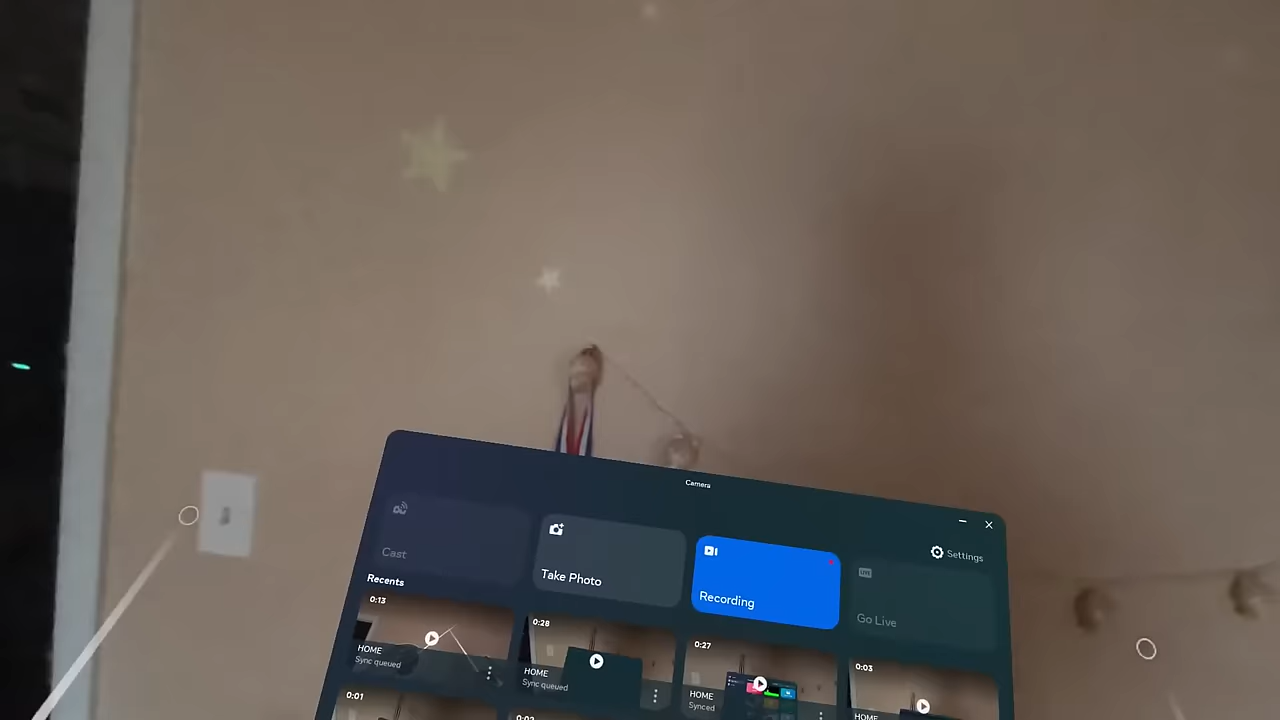 Camera
Settings
Cast
Take Photo
Recording
LIVE
Go Live
Recents
0:13
HOME
Sync queued
0:28
HOME
Sync queued
0:27
HOME
Synced
0:03
HOME
0:01